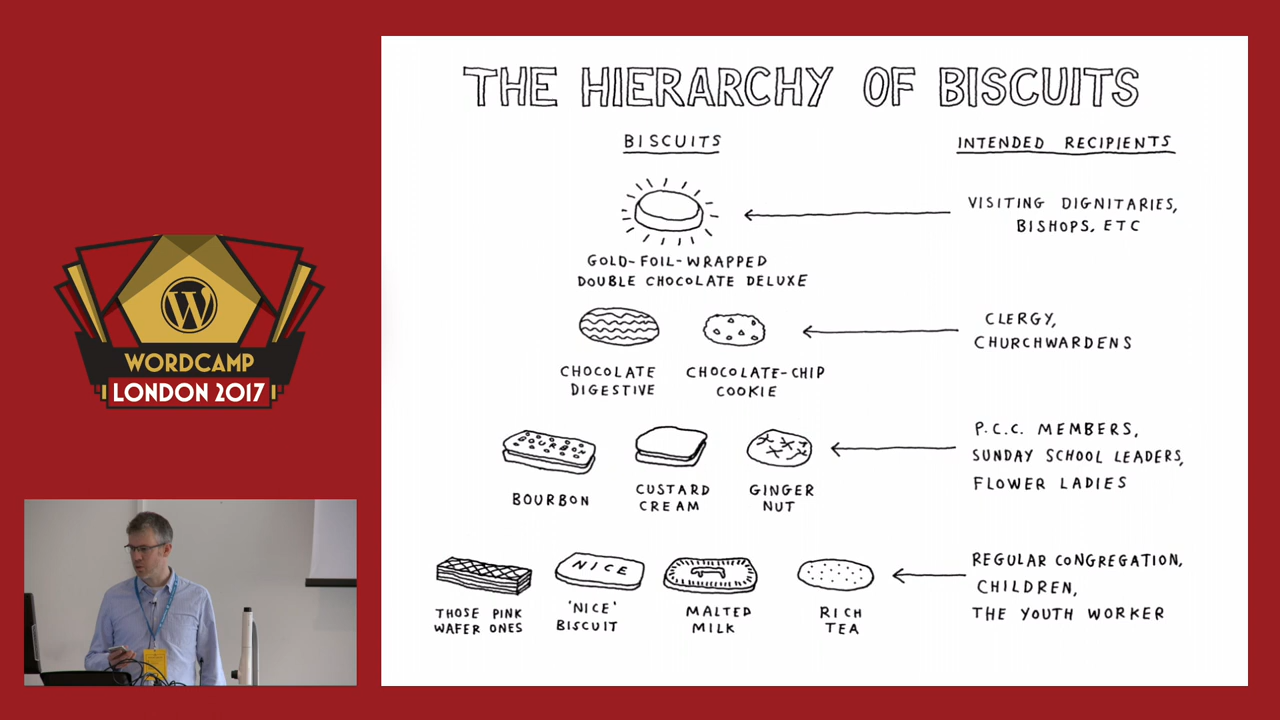 THE HIERARCHY OF BISCUITS
BISCUITS
INTENDED RECIPIENTS
GOLD-FOIL-WRAPPED
DOUBLE CHOCOLATE DELUXE
VISITING DIGNITARIES,
BISHOPS, ETC
CHOCOLATE
DIGESTIVE
CHOCOLATE-CHIP
COOKIE
CLERGY,
CHURCHWARDENS
BOURBON
BOURBON
CUSTARD
CREAM
GINGER
NUT
P.C.C. MEMBERS,
SUNDAY SCHOOL LEADERS,
FLOWER LADIES
NICE
THOSE PINK
WAFER ONES
'NICE'
BISCUIT
MALTED
MILK
RICH
TEA
REGULAR CONGREGATION,
CHILDREN,
THE YOUTH WORKER
W
WORDCAMP
LONDON 2017